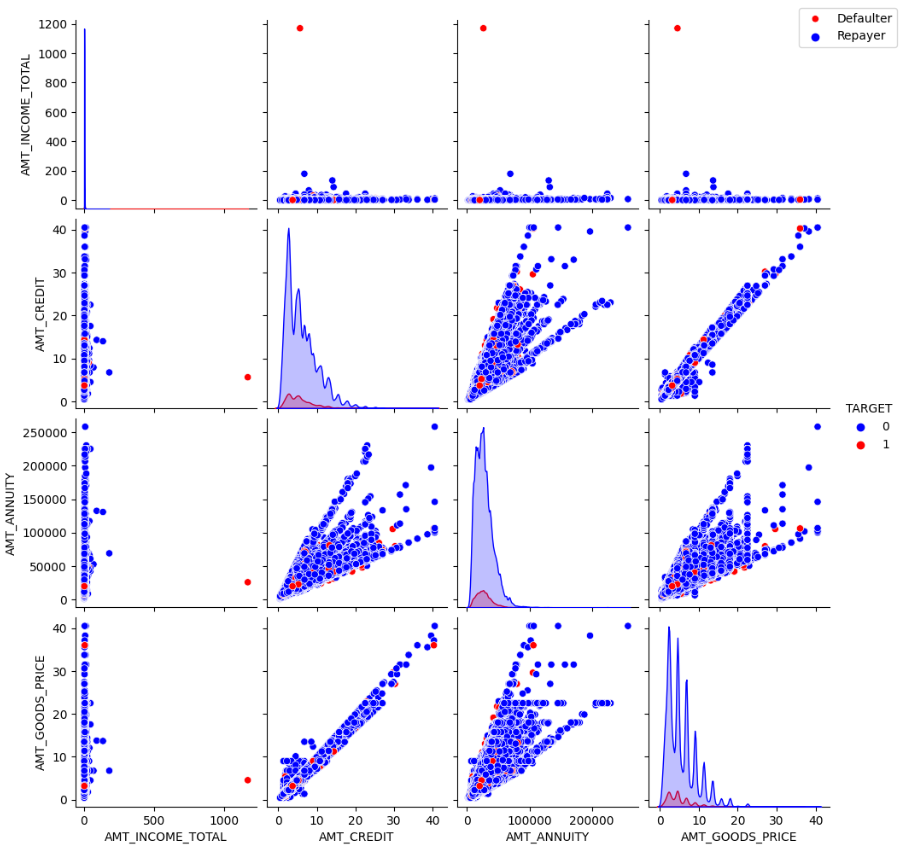 Defaulter
Repayer
1200
1000
800
600
400
200
0
AMT_INCOME_TOTAL
40
30
20
10
0
AMT_CREDIT
TARGET
0
1
250000
200000
150000
100000
50000
0
AMT_ANNUITY
40
30
20
10
0
AMT_GOODS_PRICE
0 500 1000
0 10 20 30 40
0 100000 200000
0 10 20 30 40
AMT_INCOME_TOTAL AMT_CREDIT AMT_ANNUITY AMT_GOODS_PRICE